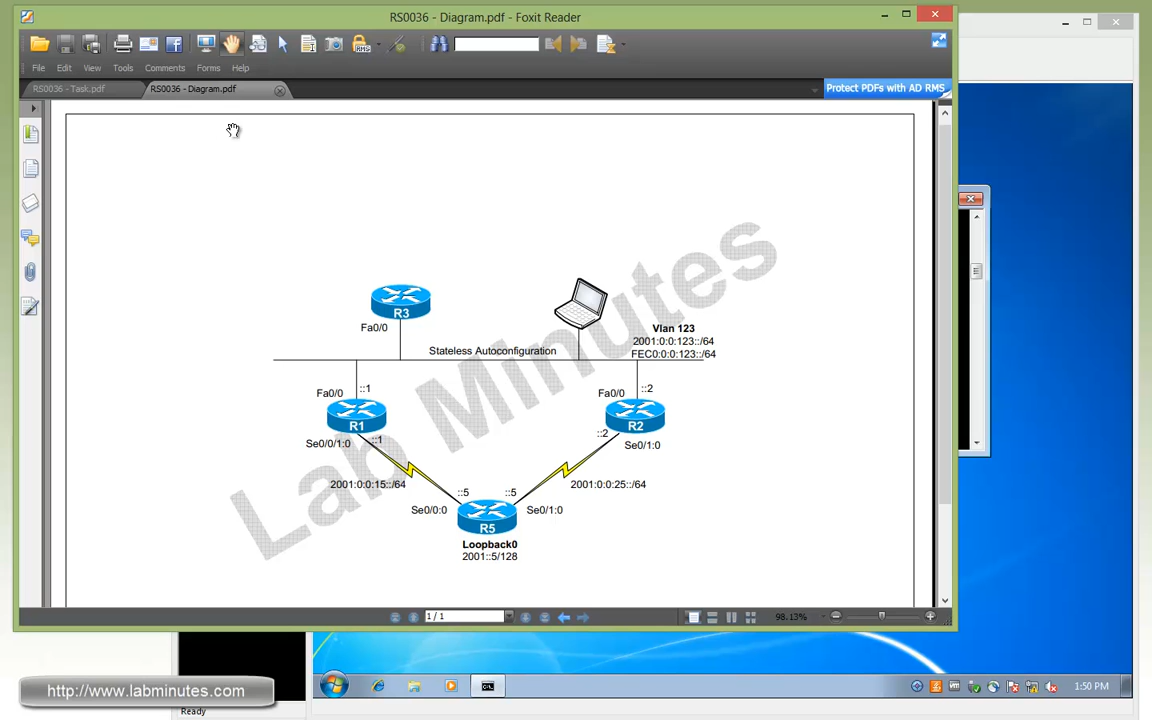 RS0036 - Diagram.pdf - Foxit Reader
RMS
File Edit View Tools Comments Forms Help
RS0036 - Task.pdf
RS0036 - Diagram.pdf
Protect PDFs with AD RMS
Lab Minutes
R3
Fa0/0
Vlan 123
2001:0:0:123::/64
FEC0:0:0:123::/64
Stateless Autoconfiguration
Fa0/0
::1
Fa0/0
::2
R1
R2
Se0/0/1:0
::1
::2
Se0/1:0
2001:0:0:15::/64
2001:0:0:25::/64
::5
::5
Se0/0:0
Se0/1:0
R5
Loopback0
2001::5/128
1 / 1
98.13%
http://www.labminutes.com
1:50 PM
Ready